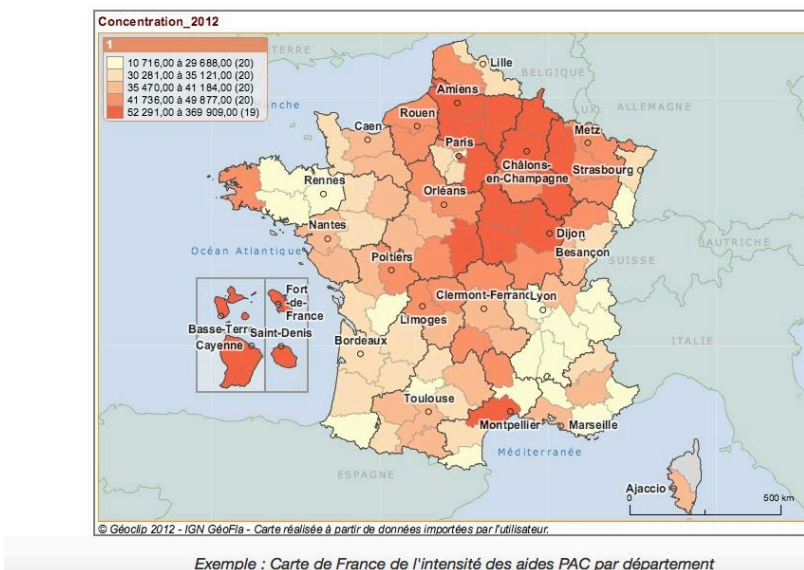 Concentration_2012
1
10 716,00 à 29 688,00 (20)
30 281,00 à 35 121,00 (20)
35 470,00 à 41 184,00 (20)
41 736,00 à 49 877,00 (20)
52 291,00 à 369 909,00 (19)
TERRE
Manche
Lille
BELGIQUE
Amiens
LUX
ALLEMAGNE
Rouen
Caen
Metz
Paris
Châlons-
en-Champagne
Strasbourg
Rennes
Orléans
Nantes
Dijon
Besançon
LAUTRICHE
SUISSE
Océan Atlantique
Poitiers
Fort
-de-
France
Clermont-Ferrand
Lyon
Limoges
Basse-Terre
Saint-Denis
Cayenne
Bordeaux
ITALIE
Toulouse
Montpellier
Marseille
Méditerranée
ESPAGNE
Ajaccio
0
500 km
© Géoclip 2012 - IGN GéoFla - Carte réalisée à partir de données importées par l'utilisateur.
Exemple : Carte de France de l'intensité des aides PAC par département